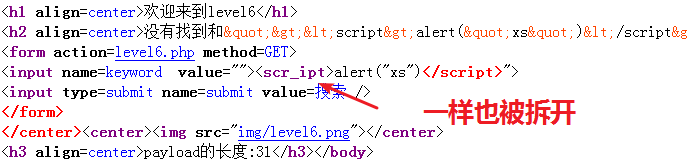 <h1 align=center>欢迎来到level6</h1>
<h2 align=center>没有找到和&quot;&gt;&lt;script&gt;alert(&quot;xs&quot;)&lt;/script&g
<form action=level6.php method=GET>
<input name=keyword  value=""><scr_ipt>alert("xs")</script>">
<input type=submit name=submit value=搜索 />
一样也被拆开
</form>
</center><center><img src="img/level6.png"></center>
<h3 align=center>payload的长度:31</h3></body>